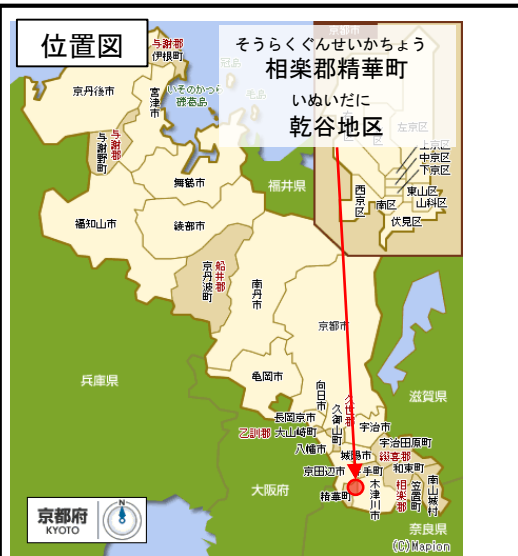 位置図
そうらくぐんせいかちょう
相楽郡精華町
いぬいだに
乾谷地区
京都市
与謝郡
伊根町
京丹後市
宮津市
与謝郡
与謝野町
舞鶴市
福井県
福知山市
綾部市
京丹波町
船井郡
南丹市
京都市
左京区
上京区
中京区
下京区
東山区
山科区
西京区
南区
伏見区
兵庫県
亀岡市
滋賀県
向日市
長岡京市
乙訓郡 大山崎町
久御山町
久世郡
宇治市
八幡市
宇治田原町
城陽市
綴喜郡
京田辺市
井手町
和東町
大阪府
精華町
木津川市
相楽郡
笠置町
南山城村
奈良県
京都府
KYOTO
N
(C)Mapion